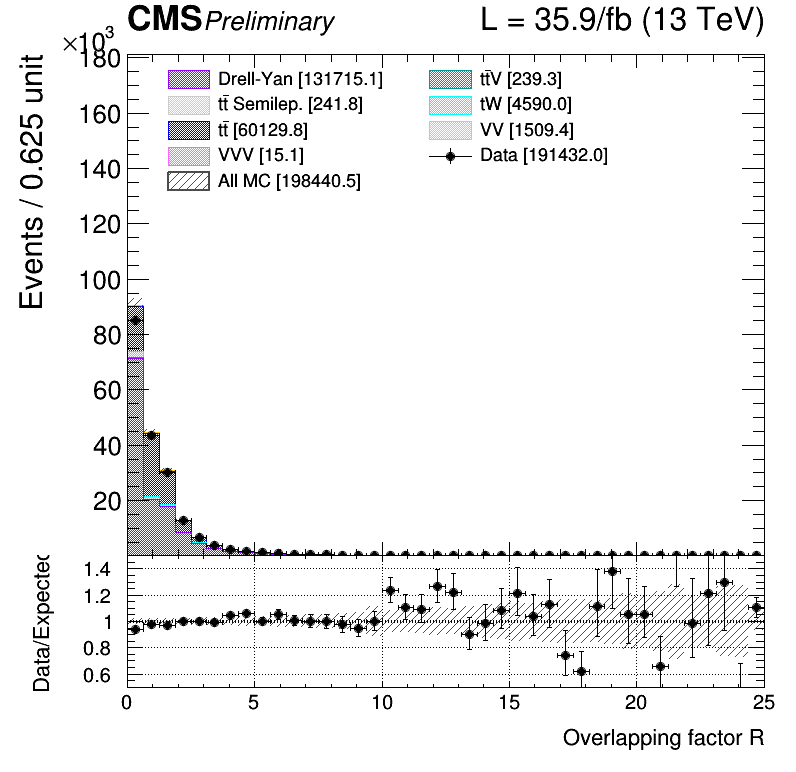 CMS Preliminary L = 35.9/fb (13 TeV)
×10³
Events / 0.625 unit
180
160
140
120
100
80
60
40
20
Drell-Yan [131715.1]
tt̄ Semilep. [241.8]
tt̄ [60129.8]
VVV [15.1]
All MC [198440.5]
tt̄V [239.3]
tW [4590.0]
VV [1509.4]
Data [191432.0]
Data/Expected
1.4
1.2
1
0.8
0.6
0 5 10 15 20 25
Overlapping factor R